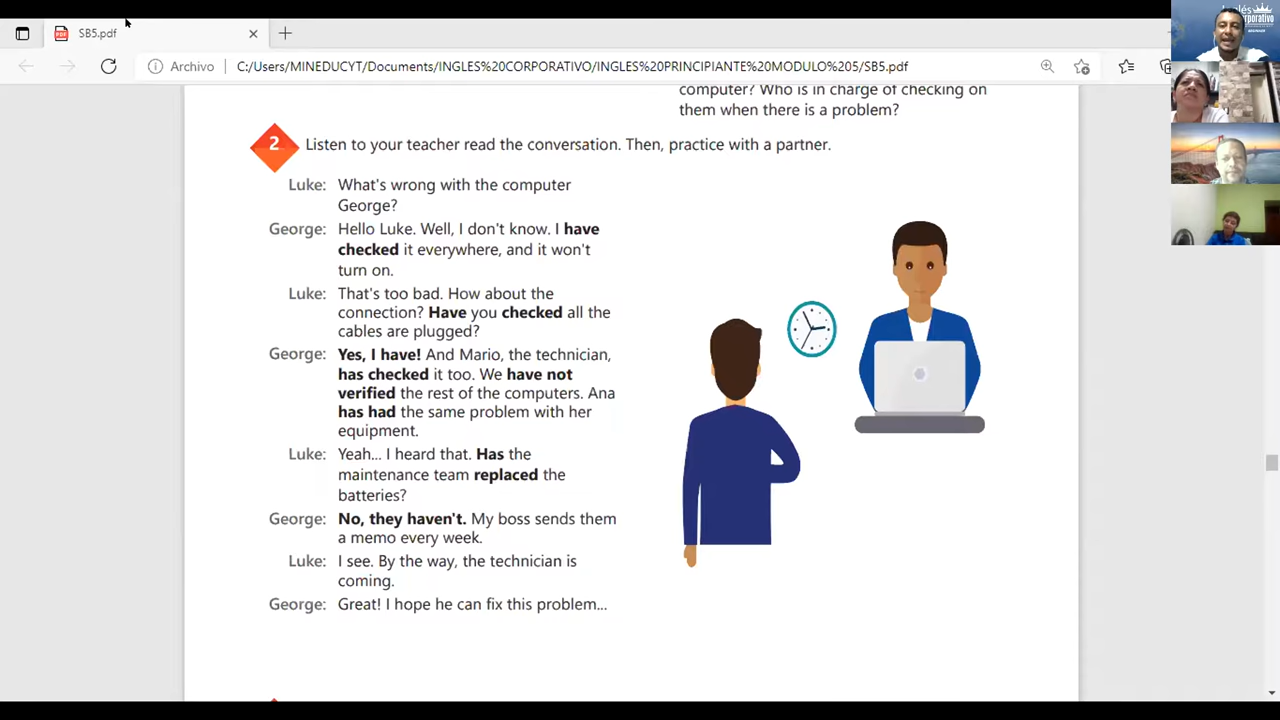 SB5.pdf
Archivo
C:/Users/MINEDUCYT/Documents/INGLES%20CORPORATIVO/INGLES%20PRINCIPIANTE%20MODULO%205/SB5.pdf
Inglés
Corporativo
computer? Who is in charge of checking on
them when there is a problem?
2 Listen to your teacher read the conversation. Then, practice with a partner.
Luke: What's wrong with the computer
George?
George: Hello Luke. Well, I don't know. I have
checked it everywhere, and it won't
turn on.
Luke: That's too bad. How about the
connection? Have you checked all the
cables are plugged?
George: Yes, I have! And Mario, the technician,
has checked it too. We have not
verified the rest of the computers. Ana
has had the same problem with her
equipment.
Luke: Yeah... I heard that. Has the
maintenance team replaced the
batteries?
George: No, they haven't. My boss sends them
a memo every week.
Luke: I see. By the way, the technician is
coming.
George: Great! I hope he can fix this problem...